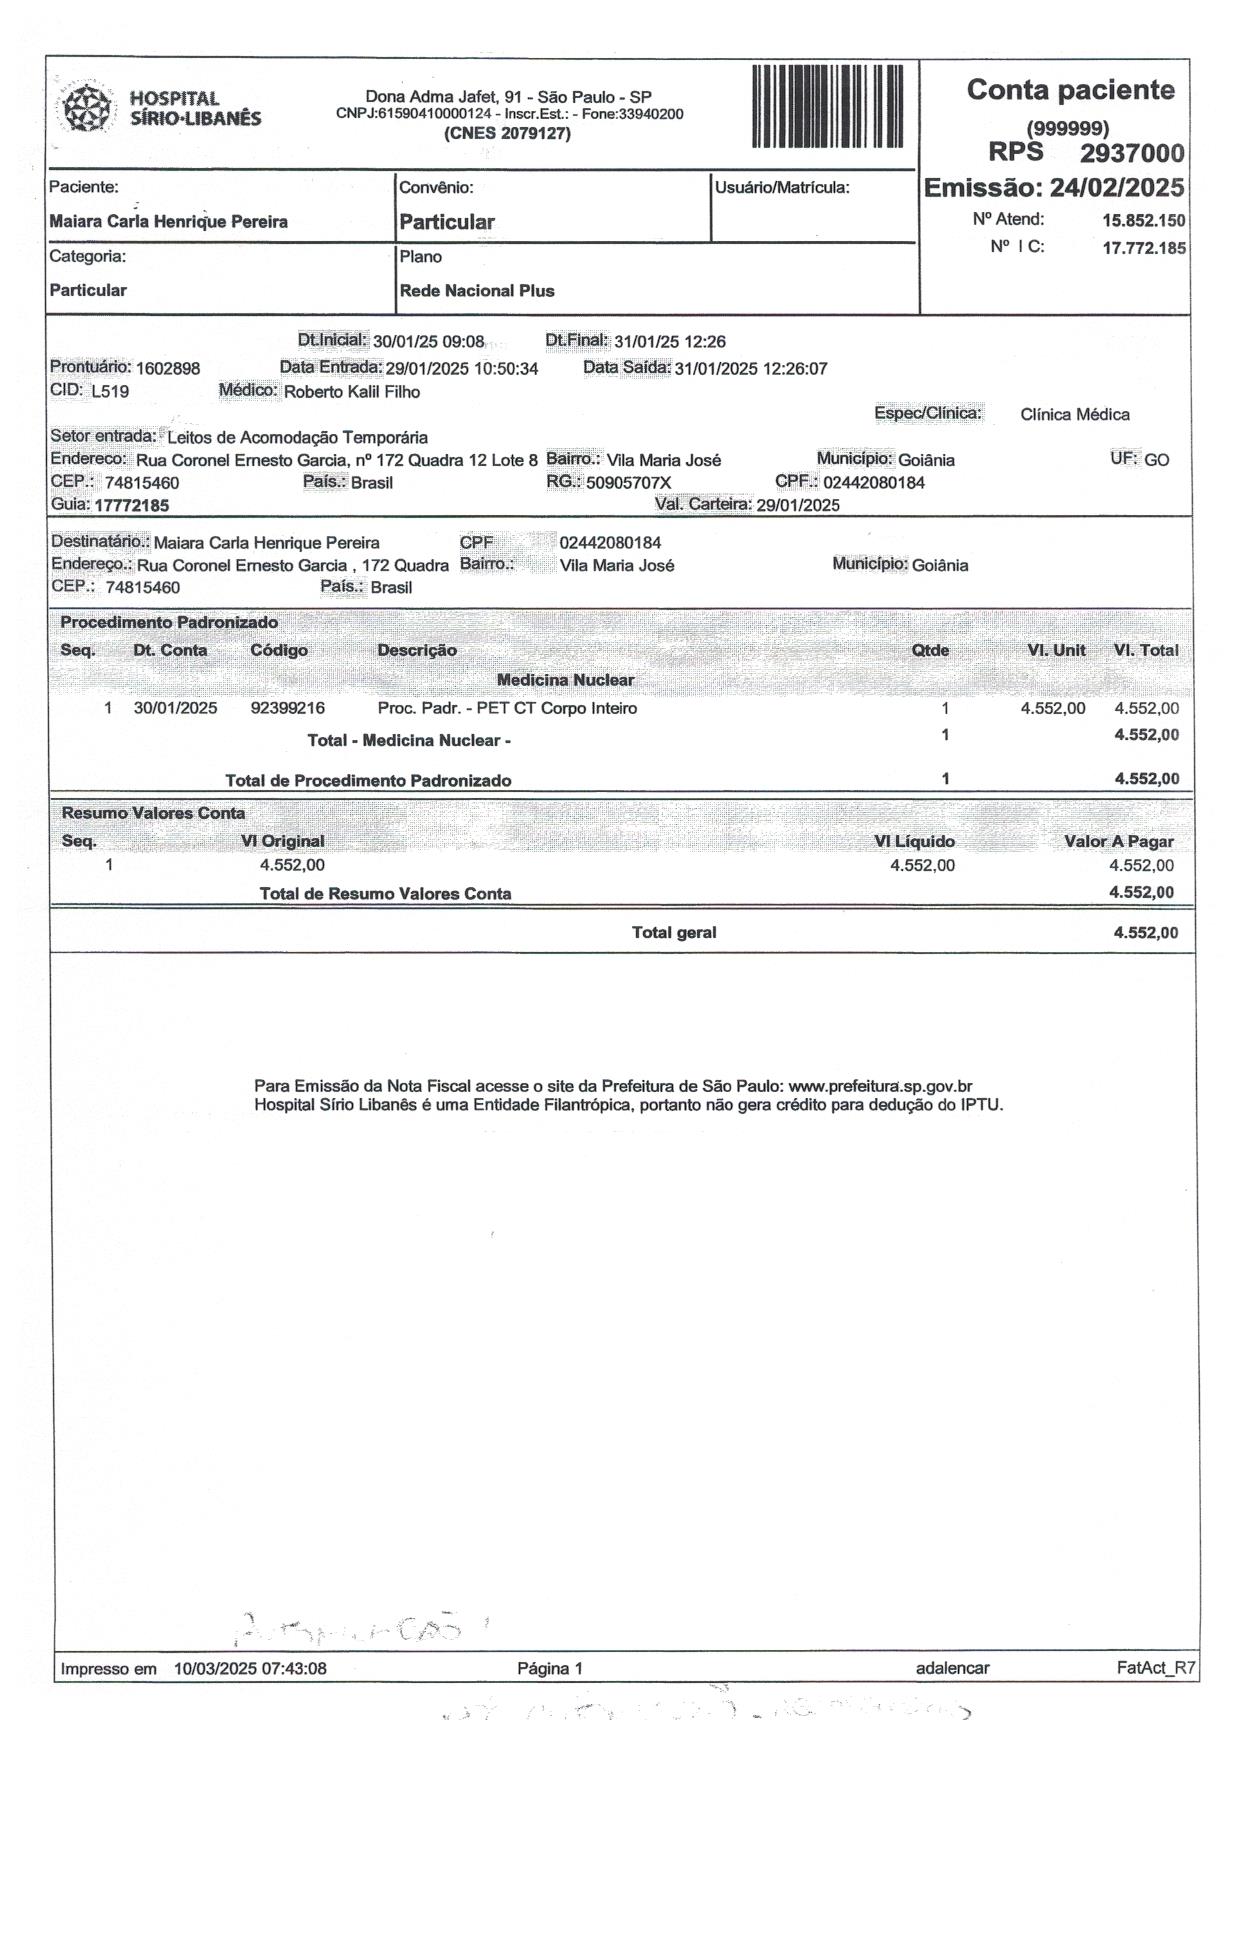 HOSPITAL
SÍRIO-LIBANÊS
Dona Adma Jafet, 91 - São Paulo - SP
CNPJ:61590410000124 - Inscr.Est.: - Fone:33940200
(CNES 2079127)
Conta paciente
(999999)
RPS 2937000
Emissão: 24/02/2025
Nº Atend: 15.852.150
Nº I C: 17.772.185
Paciente: Convênio: Usuário/Matrícula:
Maiara Carla Henrique Pereira Particular
Categoria: Plano
Particular Rede Nacional Plus
Dt.Inicial: 30/01/25 09:08 Dt.Final: 31/01/25 12:26
Prontuário: 1602898 Data Entrada: 29/01/2025 10:50:34 Data Saída: 31/01/2025 12:26:07
CID: L519 Médico: Roberto Kalil Filho
Espec/Clínica: Clínica Médica
Setor entrada: Leitos de Acomodação Temporária
Endereco: Rua Coronel Ernesto Garcia, nº 172 Quadra 12 Lote 8 Bairro.: Vila Maria José Município: Goiânia UF: GO
CEP.: 74815460 País.: Brasil RG.: 50905707X CPF.: 02442080184
Guia: 17772185 Val. Carteira: 29/01/2025
Destinatário.: Maiara Carla Henrique Pereira CPF 02442080184
Endereço.: Rua Coronel Ernesto Garcia , 172 Quadra Bairro.: Vila Maria José Município: Goiânia
CEP.: 74815460 País.: Brasil
Procedimento Padronizado
Seq. Dt. Conta Código Descrição Qtde Vl. Unit Vl. Total
Medicina Nuclear
1 30/01/2025 92399216 Proc. Padr. - PET CT Corpo Inteiro 1 4.552,00 4.552,00
Total - Medicina Nuclear - 1 4.552,00
Total de Procedimento Padronizado 1 4.552,00
Resumo Valores Conta
Seq. Vl Original Vl Líquido Valor A Pagar
1 4.552,00 4.552,00 4.552,00
Total de Resumo Valores Conta 4.552,00
Total geral 4.552,00
Para Emissão da Nota Fiscal acesse o site da Prefeitura de São Paulo: www.prefeitura.sp.gov.br
Hospital Sírio Libanês é uma Entidade Filantrópica, portanto não gera crédito para dedução do IPTU.
Impresso em 10/03/2025 07:43:08 Página 1 adalencar FatAct_R7